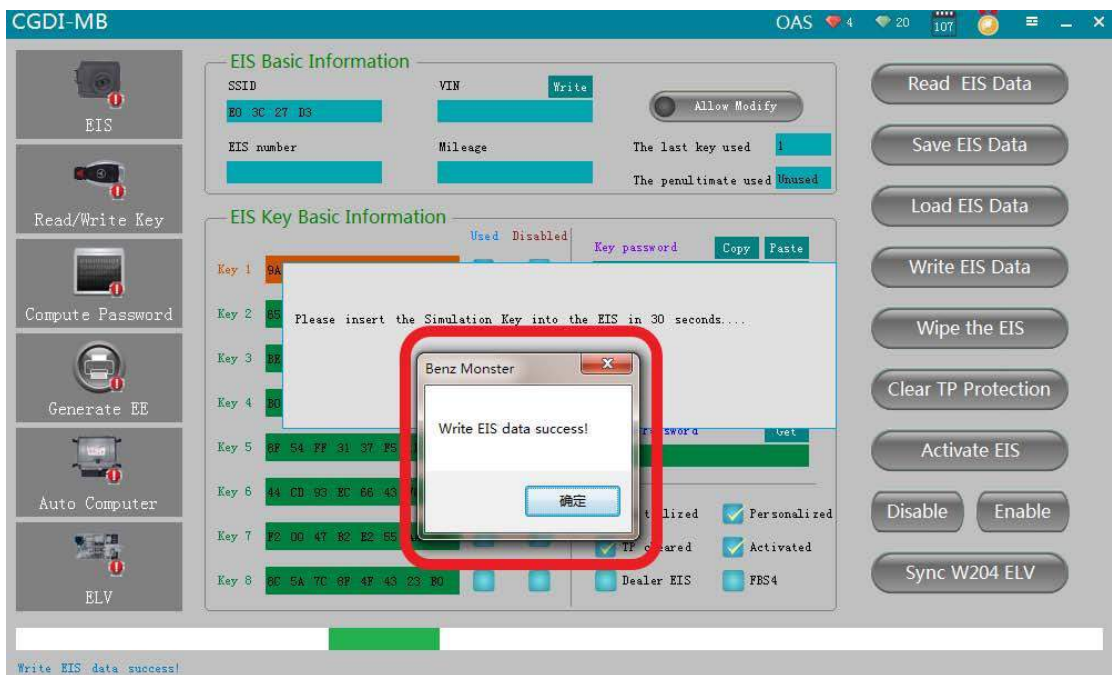 CGDI-MB
OAS 4 20 107
EIS
Read/Write Key
Compute Password
Generate EE
Auto Computer
ELV
EIS Basic Information
SSID
VIN
Write
E0 3C 27 D3
Allow Modify
EIS number
Mileage
The last key used 1
The penultimate used Unused
EIS Key Basic Information
Used Disabled
Key password Copy Paste
Key 1 9A
Key 2
Key 3
Key 4
Please insert the Simulation Key into the EIS in 30 seconds....
Benz Monster
Write EIS data success!
确定
Get
Key 5 8F 54 FF 31 37 F5
Key 6 44 CD 93 EC 66 43
Key 7 F2 00 47 B2 E2 55
Key 8 8C 5A 7C 8F 4F 43 23 B0
Personalized
TP cleared
Activated
Dealer EIS
FBS4
Read EIS Data
Save EIS Data
Load EIS Data
Write EIS Data
Wipe the EIS
Clear TP Protection
Activate EIS
Disable
Enable
Sync W204 ELV
Write EIS data success!